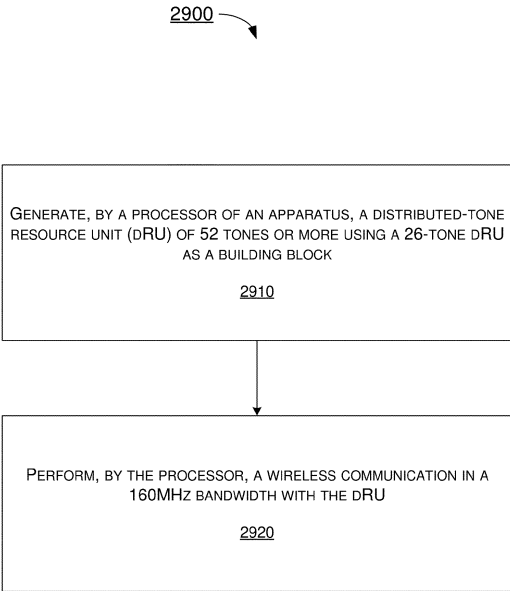 2900
GENERATE, BY A PROCESSOR OF AN APPARATUS, A DISTRIBUTED-TONE
RESOURCE UNIT (DRU) OF 52 TONES OR MORE USING A 26-TONE DRU
AS A BUILDING BLOCK
2910
PERFORM, BY THE PROCESSOR, A WIRELESS COMMUNICATION IN A
160MHZ BANDWIDTH WITH THE DRU
2920